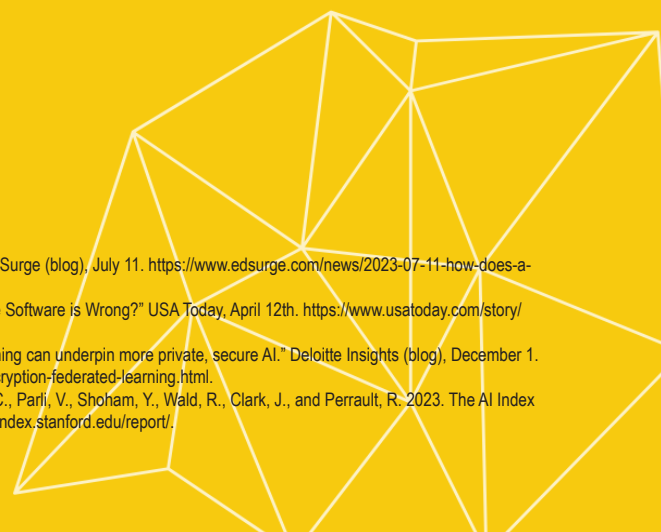 Surge (blog), July 11. https://www.edsurge.com/news/2023-07-11-how-does-a-
Software is Wrong?” USA Today, April 12th. https://www.usatoday.com/story/
ning can underpin more private, secure AI.” Deloitte Insights (blog), December 1.
cryption-federated-learning.html.
C., Parli, V., Shoham, Y., Wald, R., Clark, J., and Perrault, R. 2023. The AI Index
index.stanford.edu/report/.